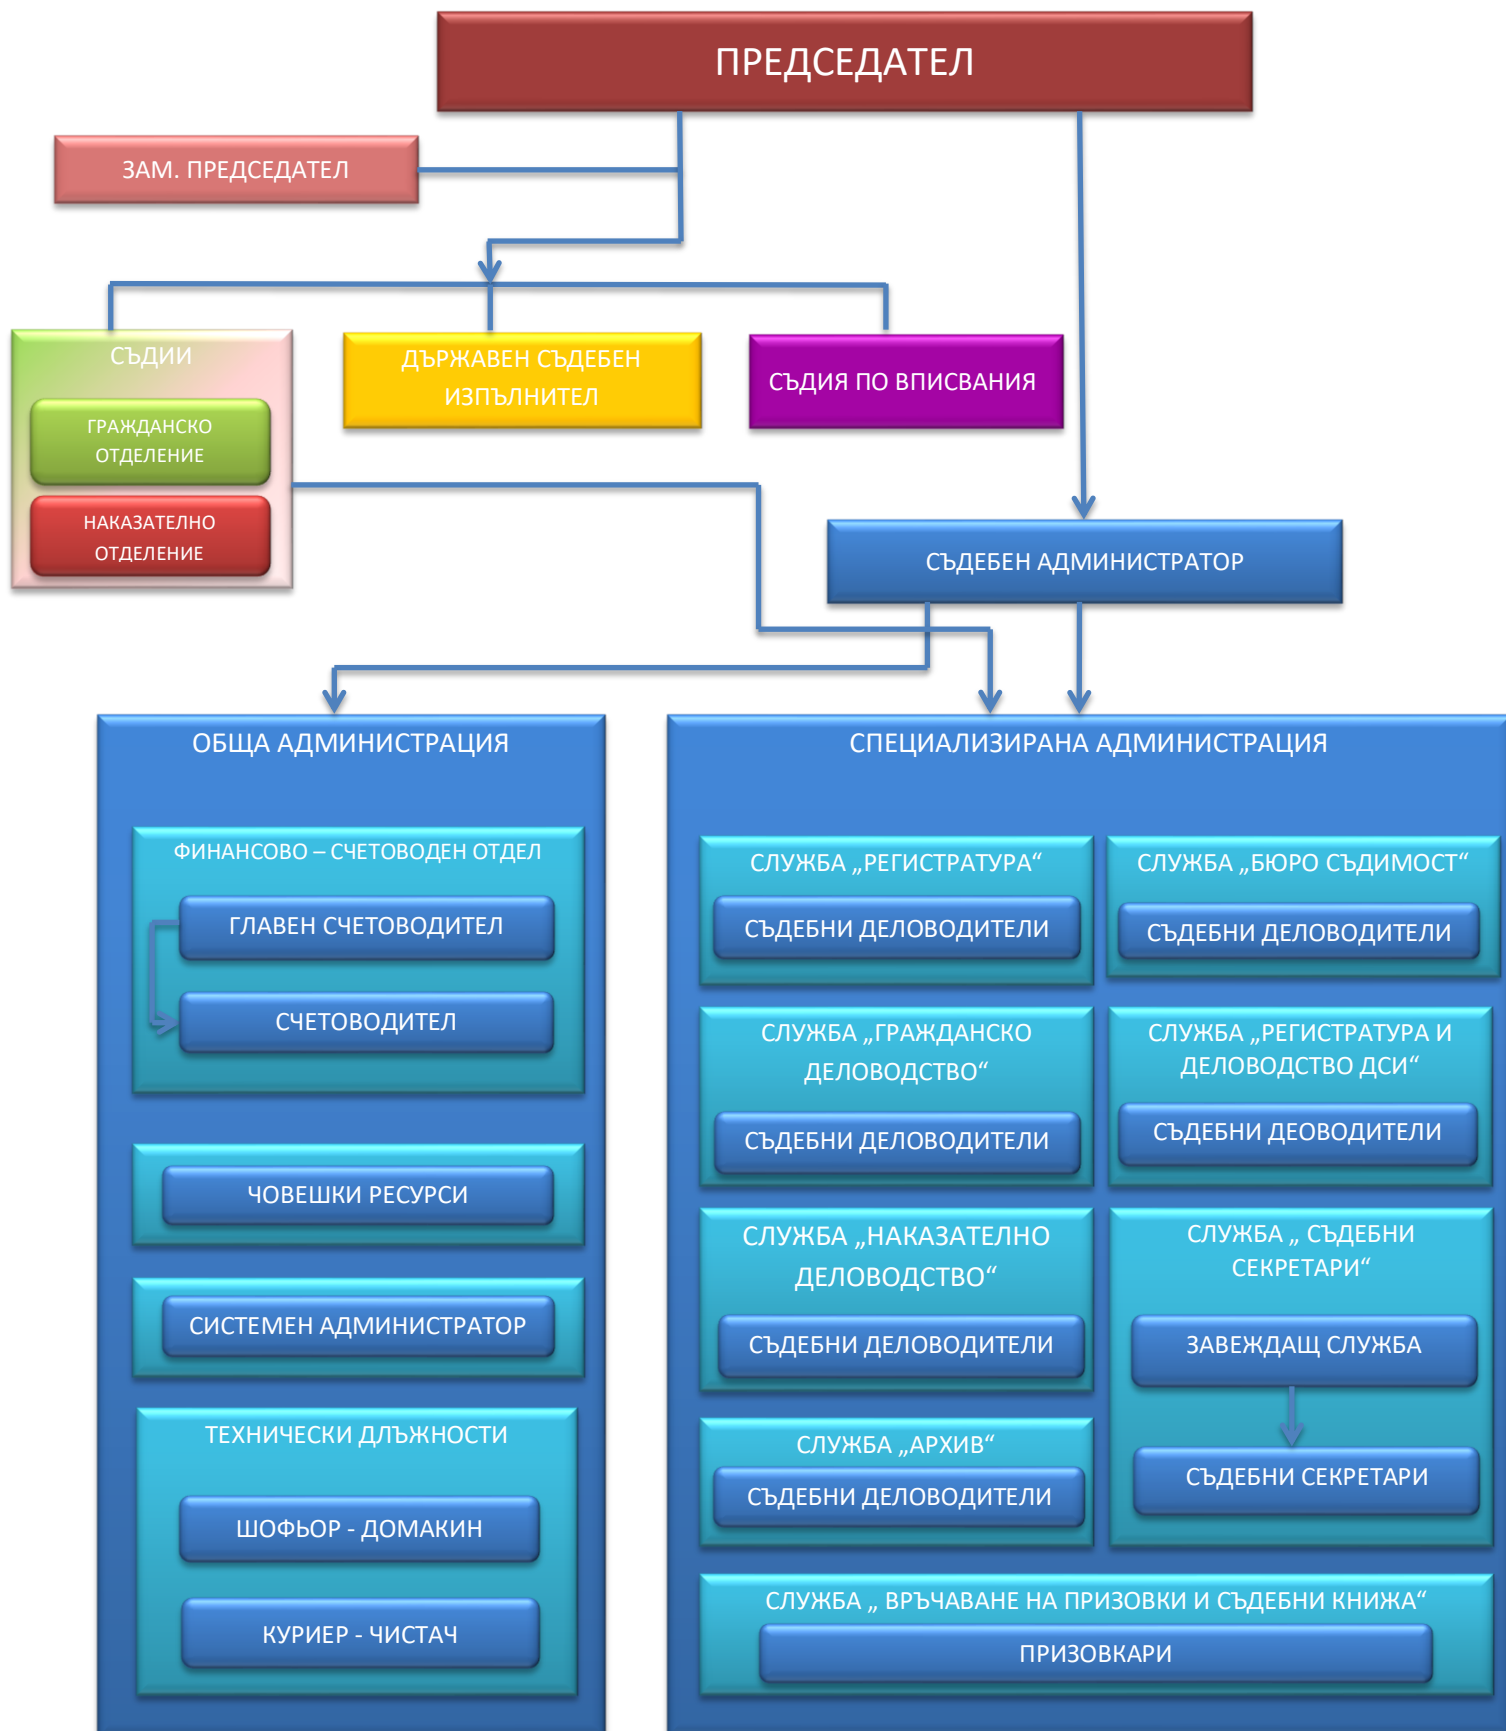 ПРЕДСЕДАТЕЛ
ЗАМ. ПРЕДСЕДАТЕЛ
СЪДИИ
ГРАЖДАНСКО
ОТДЕЛЕНИЕ
НАКАЗАТЕЛНО
ОТДЕЛЕНИЕ
ДЪРЖАВЕН СЪДЕБЕН
ИЗПЪЛНИТЕЛ
СЪДИЯ ПО ВПИСВАНИЯ
СЪДЕБЕН АДМИНИСТРАТОР
ОБЩА АДМИНИСТРАЦИЯ
ФИНАНСОВО – СЧЕТОВОДЕН ОТДЕЛ
ГЛАВЕН СЧЕТОВОДИТЕЛ
СЧЕТОВОДИТЕЛ
ЧОВЕШКИ РЕСУРСИ
СИСТЕМЕН АДМИНИСТРАТОР
ТЕХНИЧЕСКИ ДЛЪЖНОСТИ
ШОФЬОР - ДОМАКИН
КУРИЕР - ЧИСТАЧ
СПЕЦИАЛИЗИРАНА АДМИНИСТРАЦИЯ
СЛУЖБА „РЕГИСТРАТУРА“
СЪДЕБНИ ДЕЛОВОДИТЕЛИ
СЛУЖБА „БЮРО СЪДИМОСТ“
СЪДЕБНИ ДЕЛОВОДИТЕЛИ
СЛУЖБА „ГРАЖДАНСКО
ДЕЛОВОДСТВО“
СЪДЕБНИ ДЕЛОВОДИТЕЛИ
СЛУЖБА „РЕГИСТРАТУРА И
ДЕЛОВОДСТВО ДСИ“
СЪДЕБНИ ДЕОВОДИТЕЛИ
СЛУЖБА „НАКАЗАТЕЛНО
ДЕЛОВОДСТВО“
СЪДЕБНИ ДЕЛОВОДИТЕЛИ
СЛУЖБА „ СЪДЕБНИ
СЕКРЕТАРИ“
ЗАВЕЖДАЩ СЛУЖБА
СЪДЕБНИ СЕКРЕТАРИ
СЛУЖБА „АРХИВ“
СЪДЕБНИ ДЕЛОВОДИТЕЛИ
СЛУЖБА „ ВРЪЧАВАНЕ НА ПРИЗОВКИ И СЪДЕБНИ КНИЖА“
ПРИЗОВКАРИ